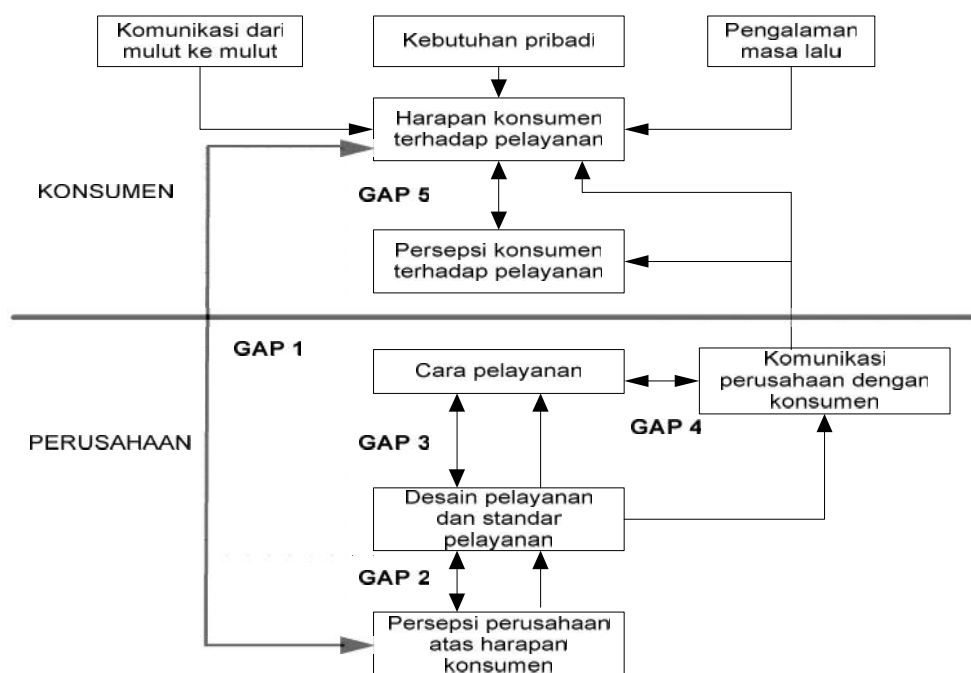 Komunikasi dari
mulut ke mulut
Kebutuhan pribadi
Pengalaman
masa lalu
Harapan konsumen
terhadap pelayanan
KONSUMEN
GAP 5
Persepsi konsumen
terhadap pelayanan
GAP 1
Cara pelayanan
Komunikasi
perusahaan dengan
konsumen
PERUSAHAAN
GAP 3
GAP 4
Desain pelayanan
dan standar
pelayanan
GAP 2
Persepsi perusahaan
atas harapan
konsumen